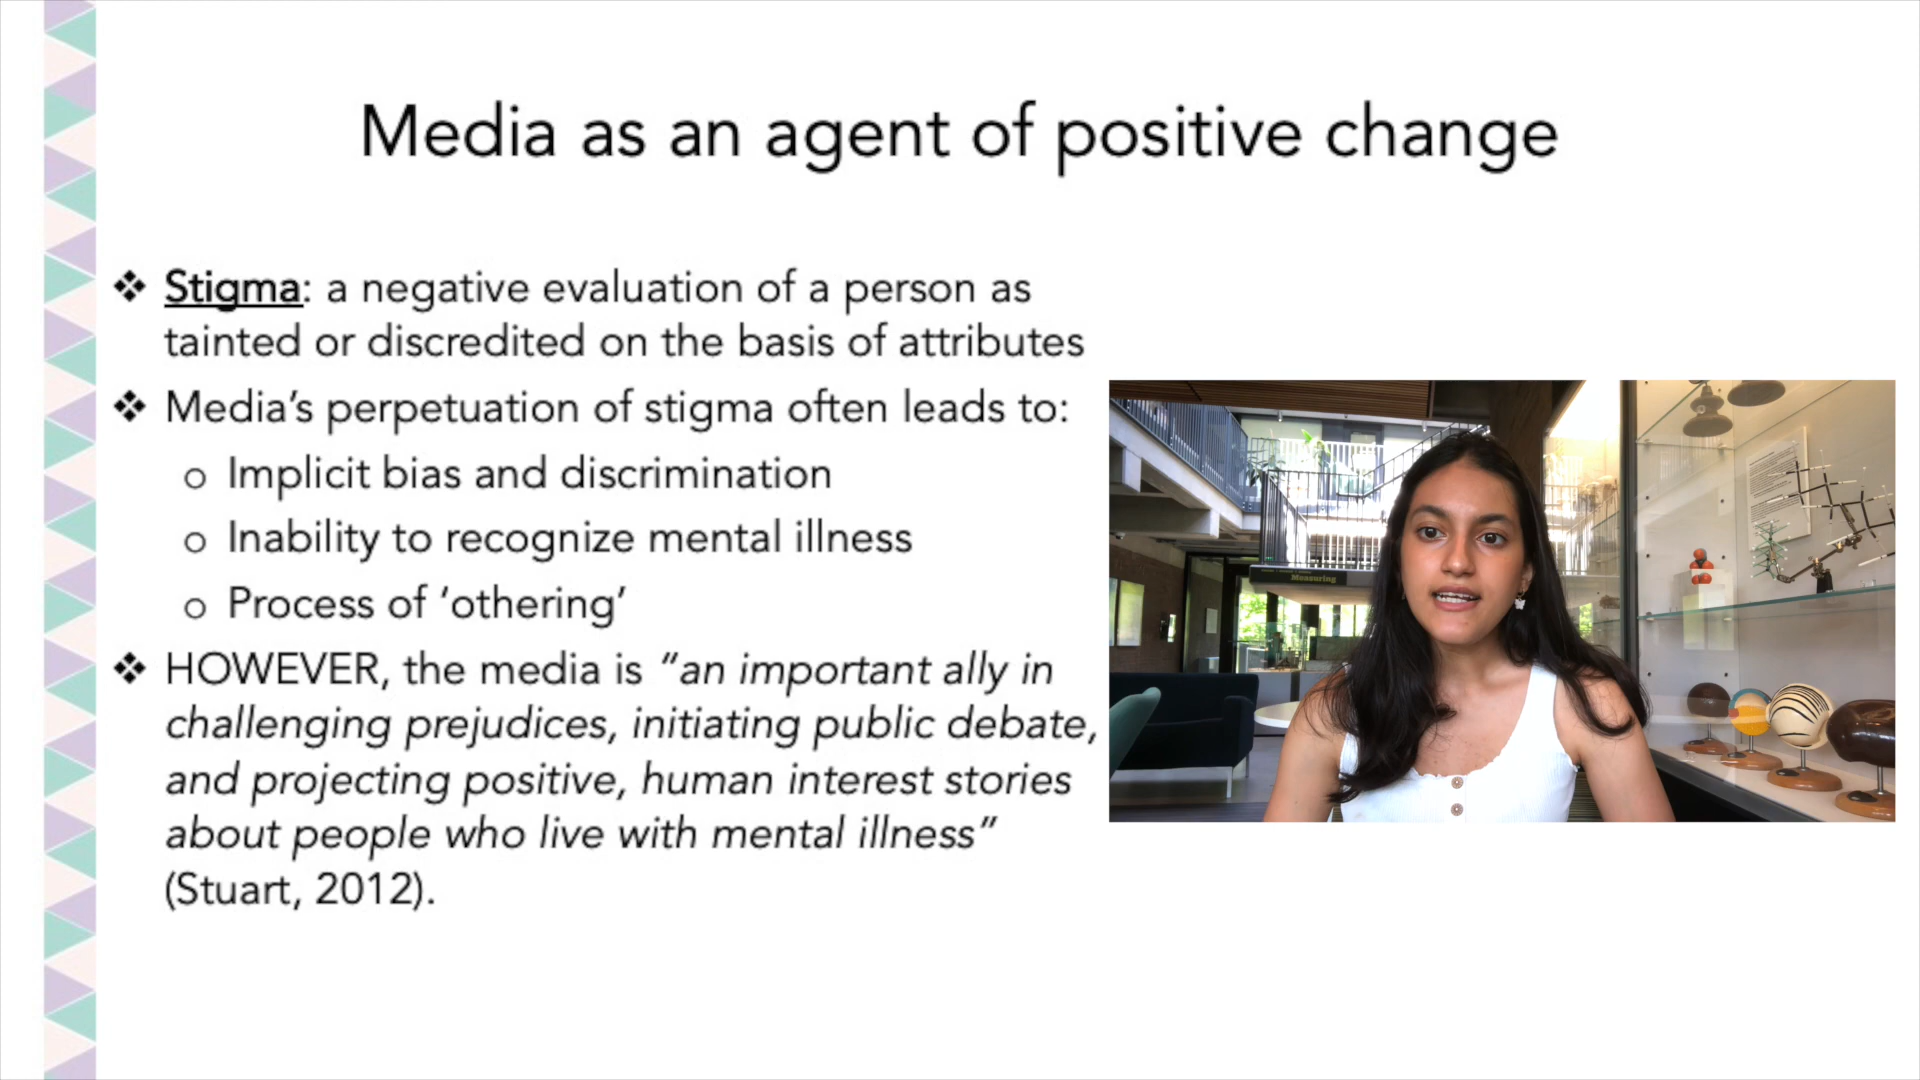 Media as an agent of positive change
❖ Stigma: a negative evaluation of a person as
tainted or discredited on the basis of attributes
❖ Media’s perpetuation of stigma often leads to:
o Implicit bias and discrimination
o Inability to recognize mental illness
o Process of ‘othering’
❖ HOWEVER, the media is “an important ally in
challenging prejudices, initiating public debate,
and projecting positive, human interest stories
about people who live with mental illness”
(Stuart, 2012).
Measuring